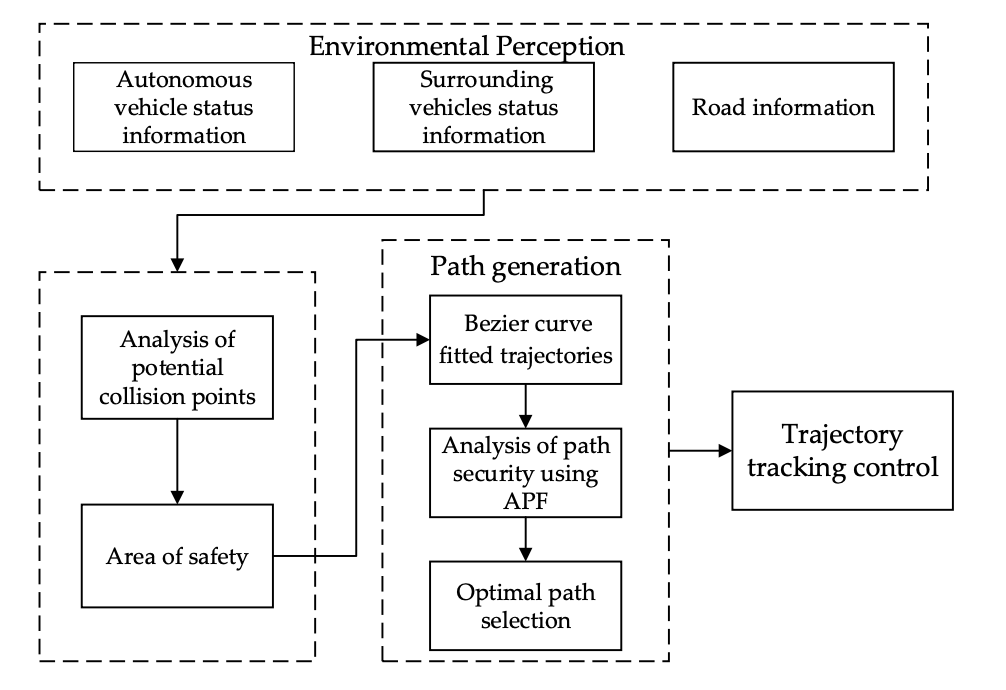 Environmental Perception
Autonomous
vehicle status
information
Surrounding
vehicles status
information
Road information
Analysis of
potential
collision points
Area of safety
Path generation
Bezier curve
fitted trajectories
Analysis of path
security using
APF
Optimal path
selection
Trajectory
tracking control